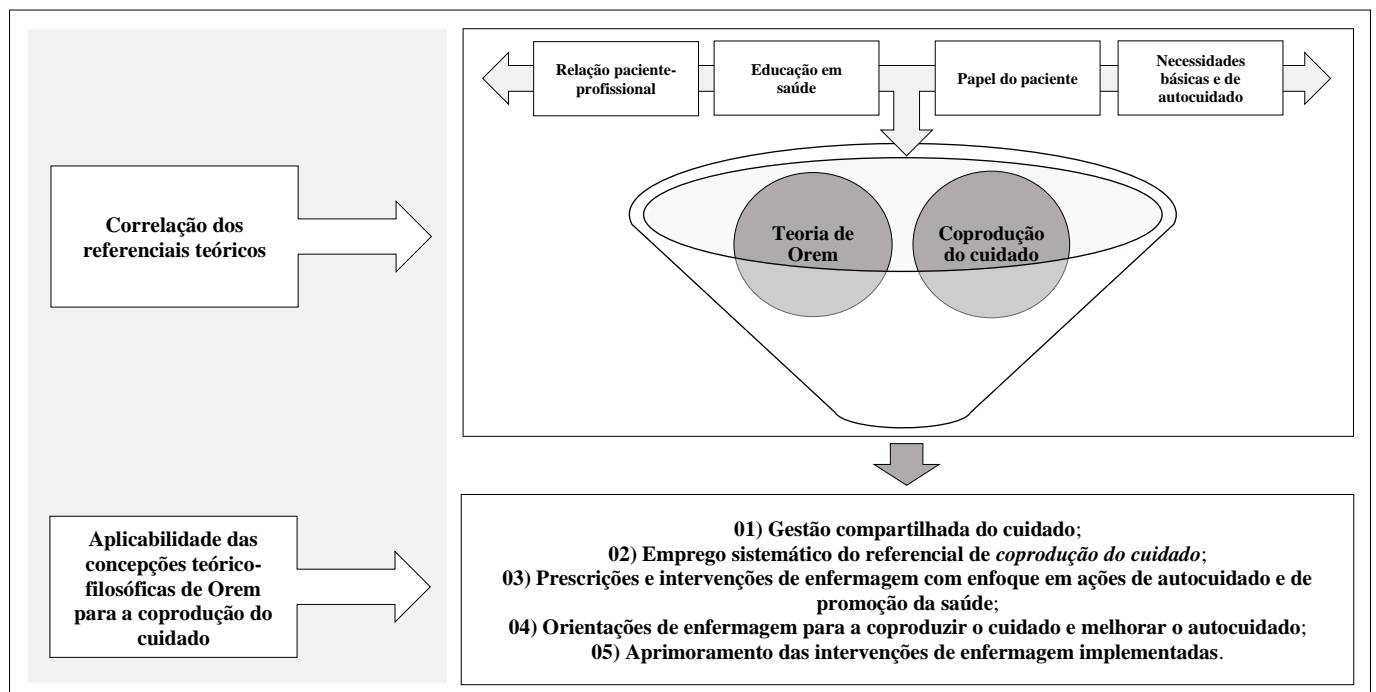 Relação paciente-
profissional
Educação em
saúde
Papel do paciente
Necessidades
básicas e de
autocuidado
Correlação dos
referenciais teóricos
Teoria de
Orem
Coprodução
do cuidado
Aplicabilidade das
concepções teórico-
filosóficas de Orem
para a coprodução do
cuidado
01) Gestão compartilhada do cuidado;
02) Emprego sistemático do referencial de coprodução do cuidado;
03) Prescrições e intervenções de enfermagem com enfoque em ações de autocuidado e de
promoção da saúde;
04) Orientações de enfermagem para a coproduzir o cuidado e melhorar o autocuidado;
05) Aprimoramento das intervenções de enfermagem implementadas.